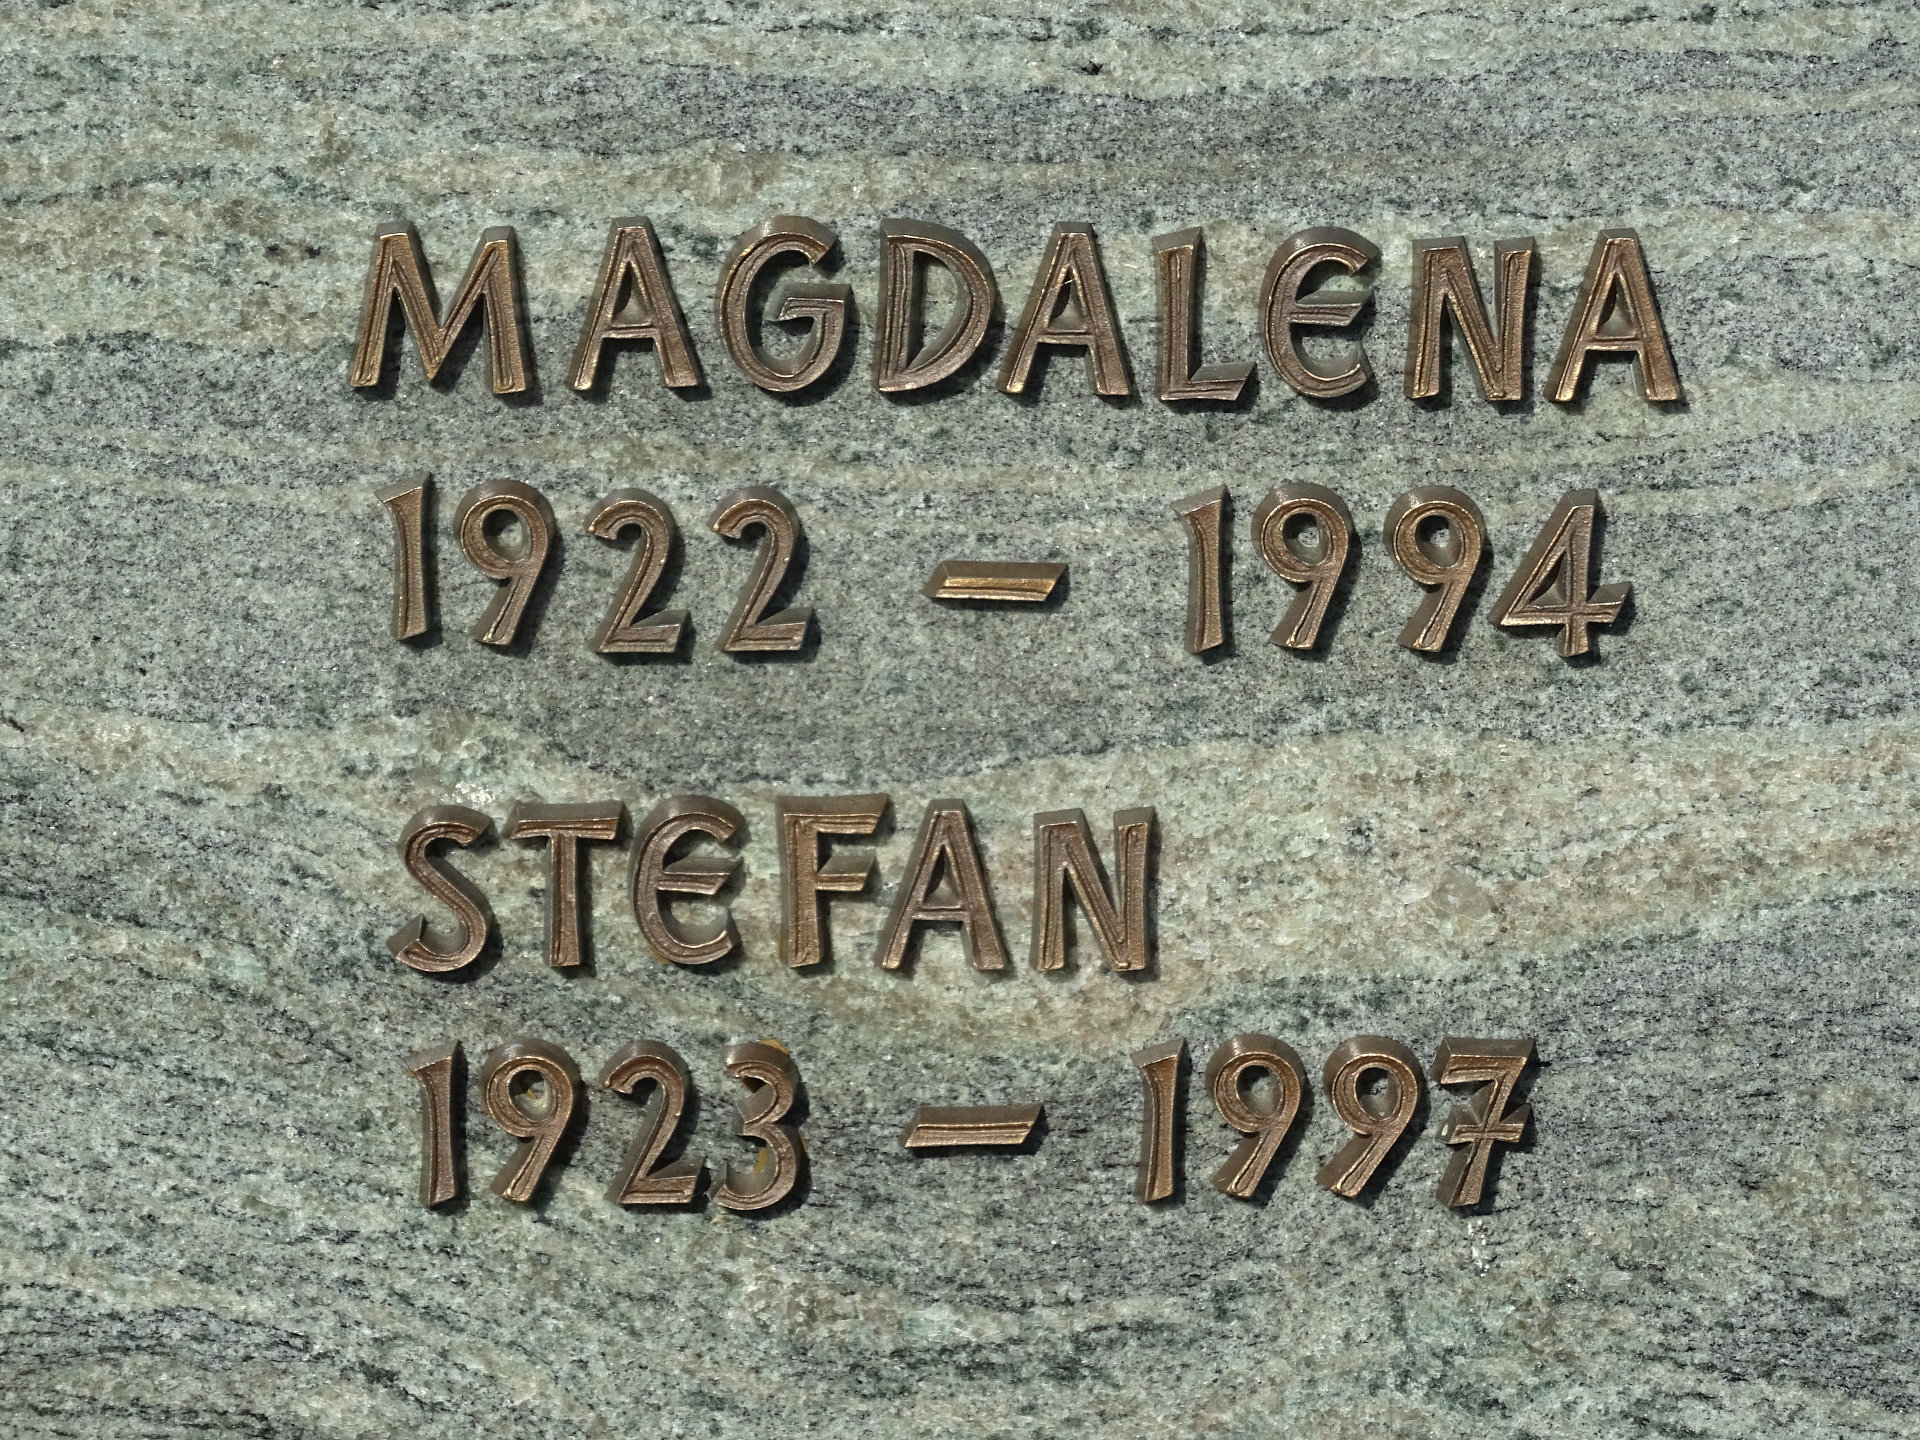 MAGDALENA
1922 – 1994
STEFAN
1923 – 1997